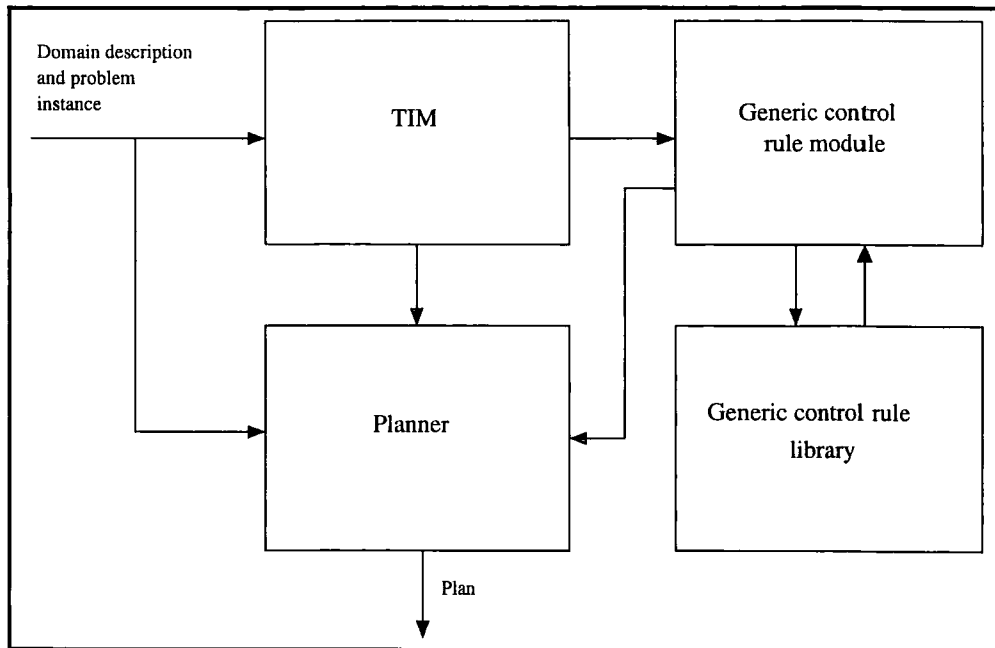 Domain description
and problem
instance
TIM
Generic control
rule module
Planner
Generic control rule
library
Plan